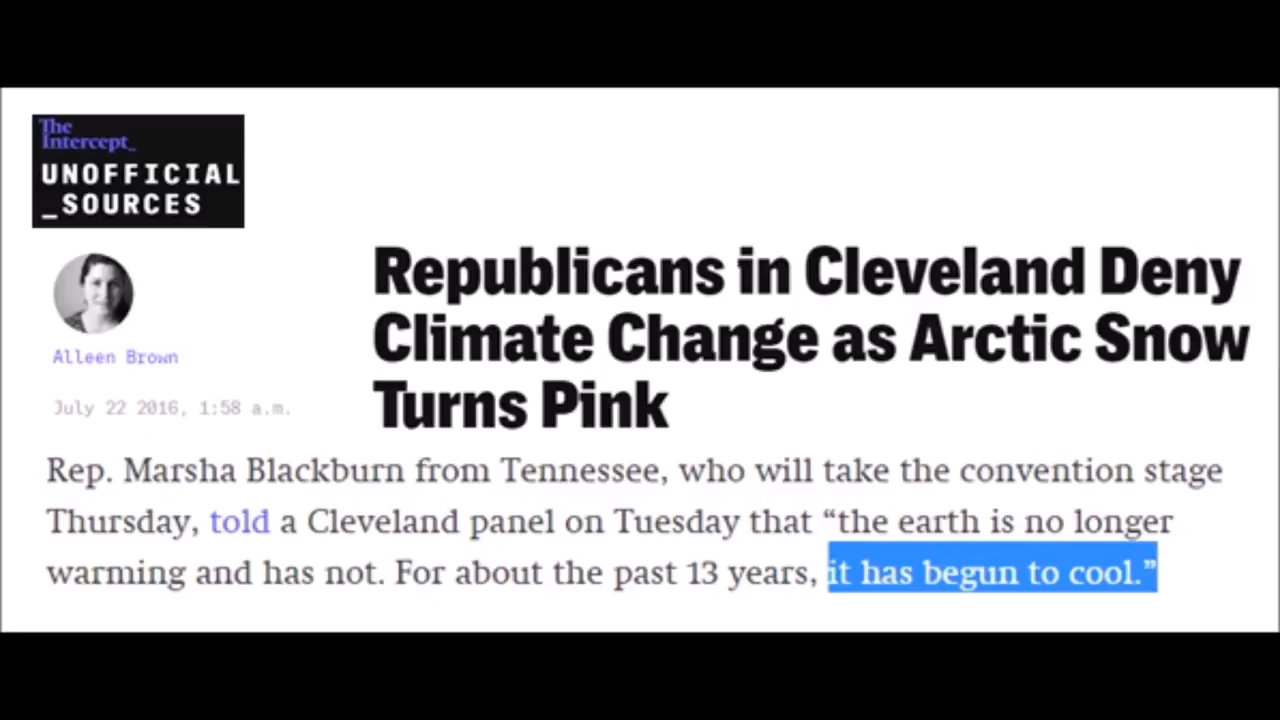 The
Intercept_
UNOFFICIAL
_SOURCES
Alleen Brown
July 22 2016, 1:58 a.m.
Republicans in Cleveland Deny
Climate Change as Arctic Snow
Turns Pink
Rep. Marsha Blackburn from Tennessee, who will take the convention stage
Thursday, told a Cleveland panel on Tuesday that “the earth is no longer
warming and has not. For about the past 13 years, it has begun to cool.”